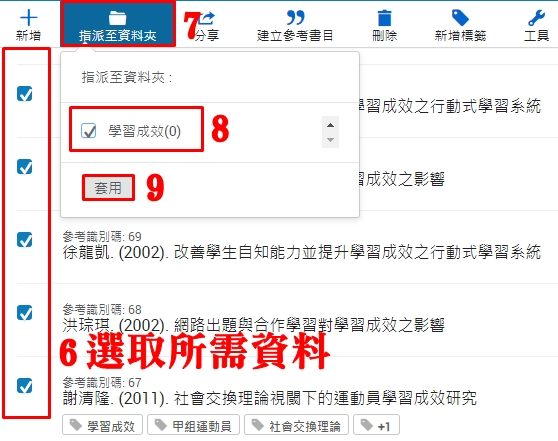 新增 指派至資料夾 7 分享 建立參考書目 刪除 新增標籤 工具
指派至資料夾 :
學習成效之行動式學習系統
學習成效(0) 8
習成效之影響
套用 9
參考識別碼: 69
徐龍凱. (2002). 改善學生自知能力並提升學習成效之行動式學習系統
參考識別碼: 68
洪琮琪. (2002). 網路出題與合作學習對學習成效之影響
6 選取所需資料
參考識別碼: 67
謝清隆. (2011). 社會交換理論視閾下的運動員學習成效研究
學習成效 甲組運動員 社會交換理論 +1